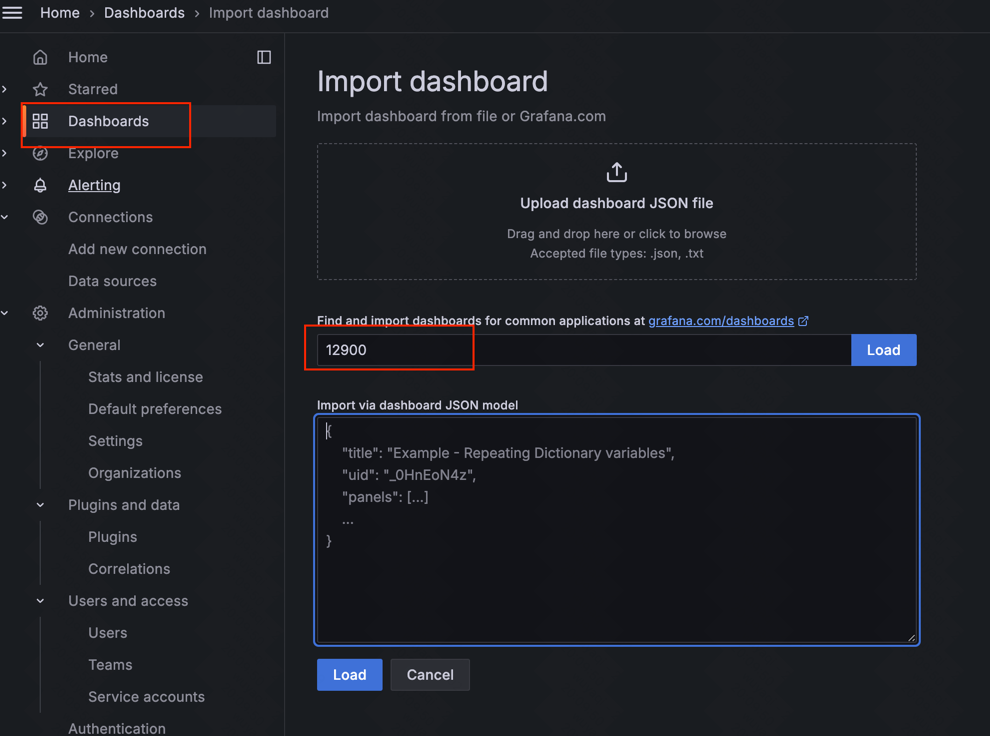 Home › Dashboards › Import dashboard
Home
Starred
Dashboards
Explore
Alerting
Connections
Add new connection
Data sources
Administration
General
Stats and license
Default preferences
Settings
Organizations
Plugins and data
Plugins
Correlations
Users and access
Users
Teams
Service accounts
Authentication
Import dashboard
Import dashboard from file or Grafana.com
Upload dashboard JSON file
Drag and drop here or click to browse
Accepted file types: .json, .txt
Find and import dashboards for common applications at grafana.com/dashboards
12900
Load
Import via dashboard JSON model
{
"title": "Example - Repeating Dictionary variables",
"uid": "_0HnEoN4z",
"panels": [...]
...
}
Load
Cancel